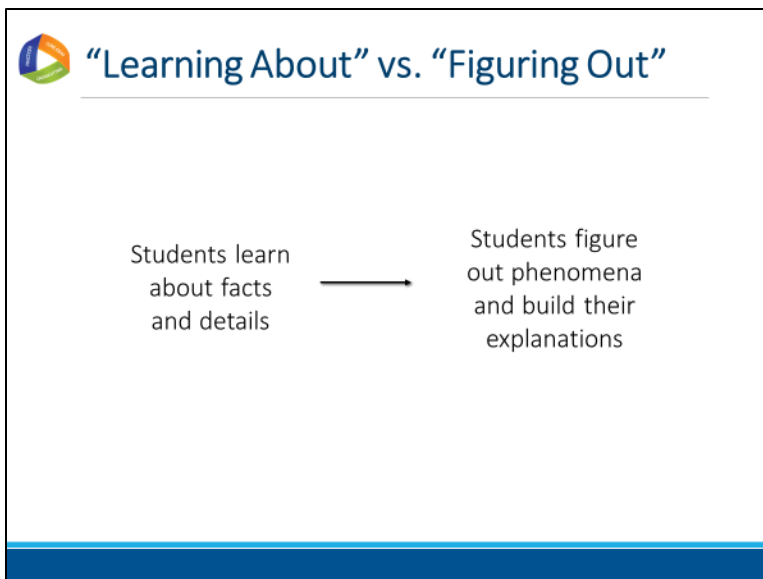 “Learning About” vs. “Figuring Out”
Students learn
about facts
and details
Students figure
out phenomena
and build their
explanations